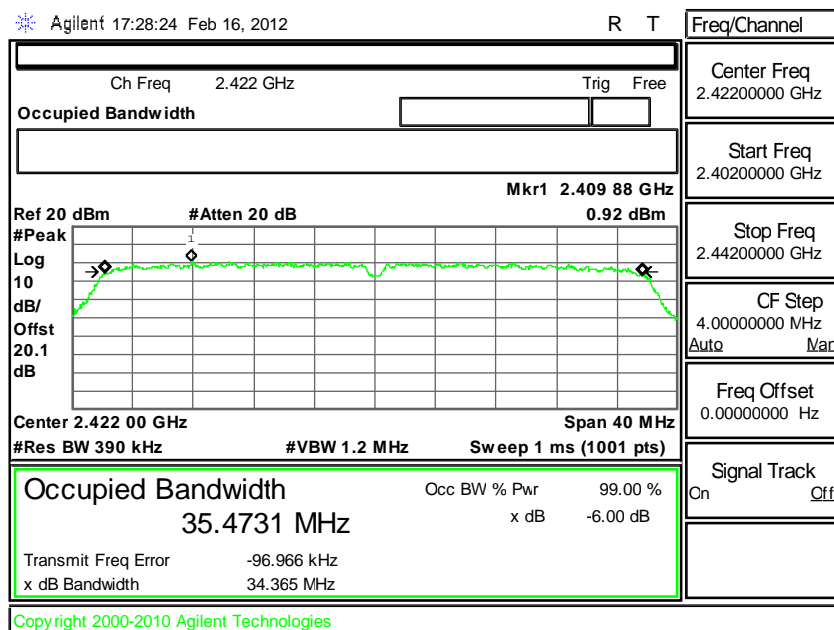 Agilent 17:28:24 Feb 16, 2012 R T
Freq/Channel
Ch Freq 2.422 GHz Trig Free
Occupied Bandwidth
Center Freq
2.42200000 GHz
Start Freq
2.40200000 GHz
Stop Freq
2.44200000 GHz
CF Step
4.00000000 MHz
Auto Man
Freq Offset
0.00000000 Hz
Signal Track
On Off
Mkr1 2.409 88 GHz
Ref 20 dBm #Atten 20 dB 0.92 dBm
#Peak
Log
10
dB/
Offst
20.1
dB
1
Center 2.422 00 GHz Span 40 MHz
#Res BW 390 kHz #VBW 1.2 MHz Sweep 1 ms (1001 pts)
Occupied Bandwidth Occ BW % Pwr 99.00 %
35.4731 MHz x dB -6.00 dB
Transmit Freq Error -96.966 kHz
x dB Bandwidth 34.365 MHz
Copyright 2000-2010 Agilent Technologies